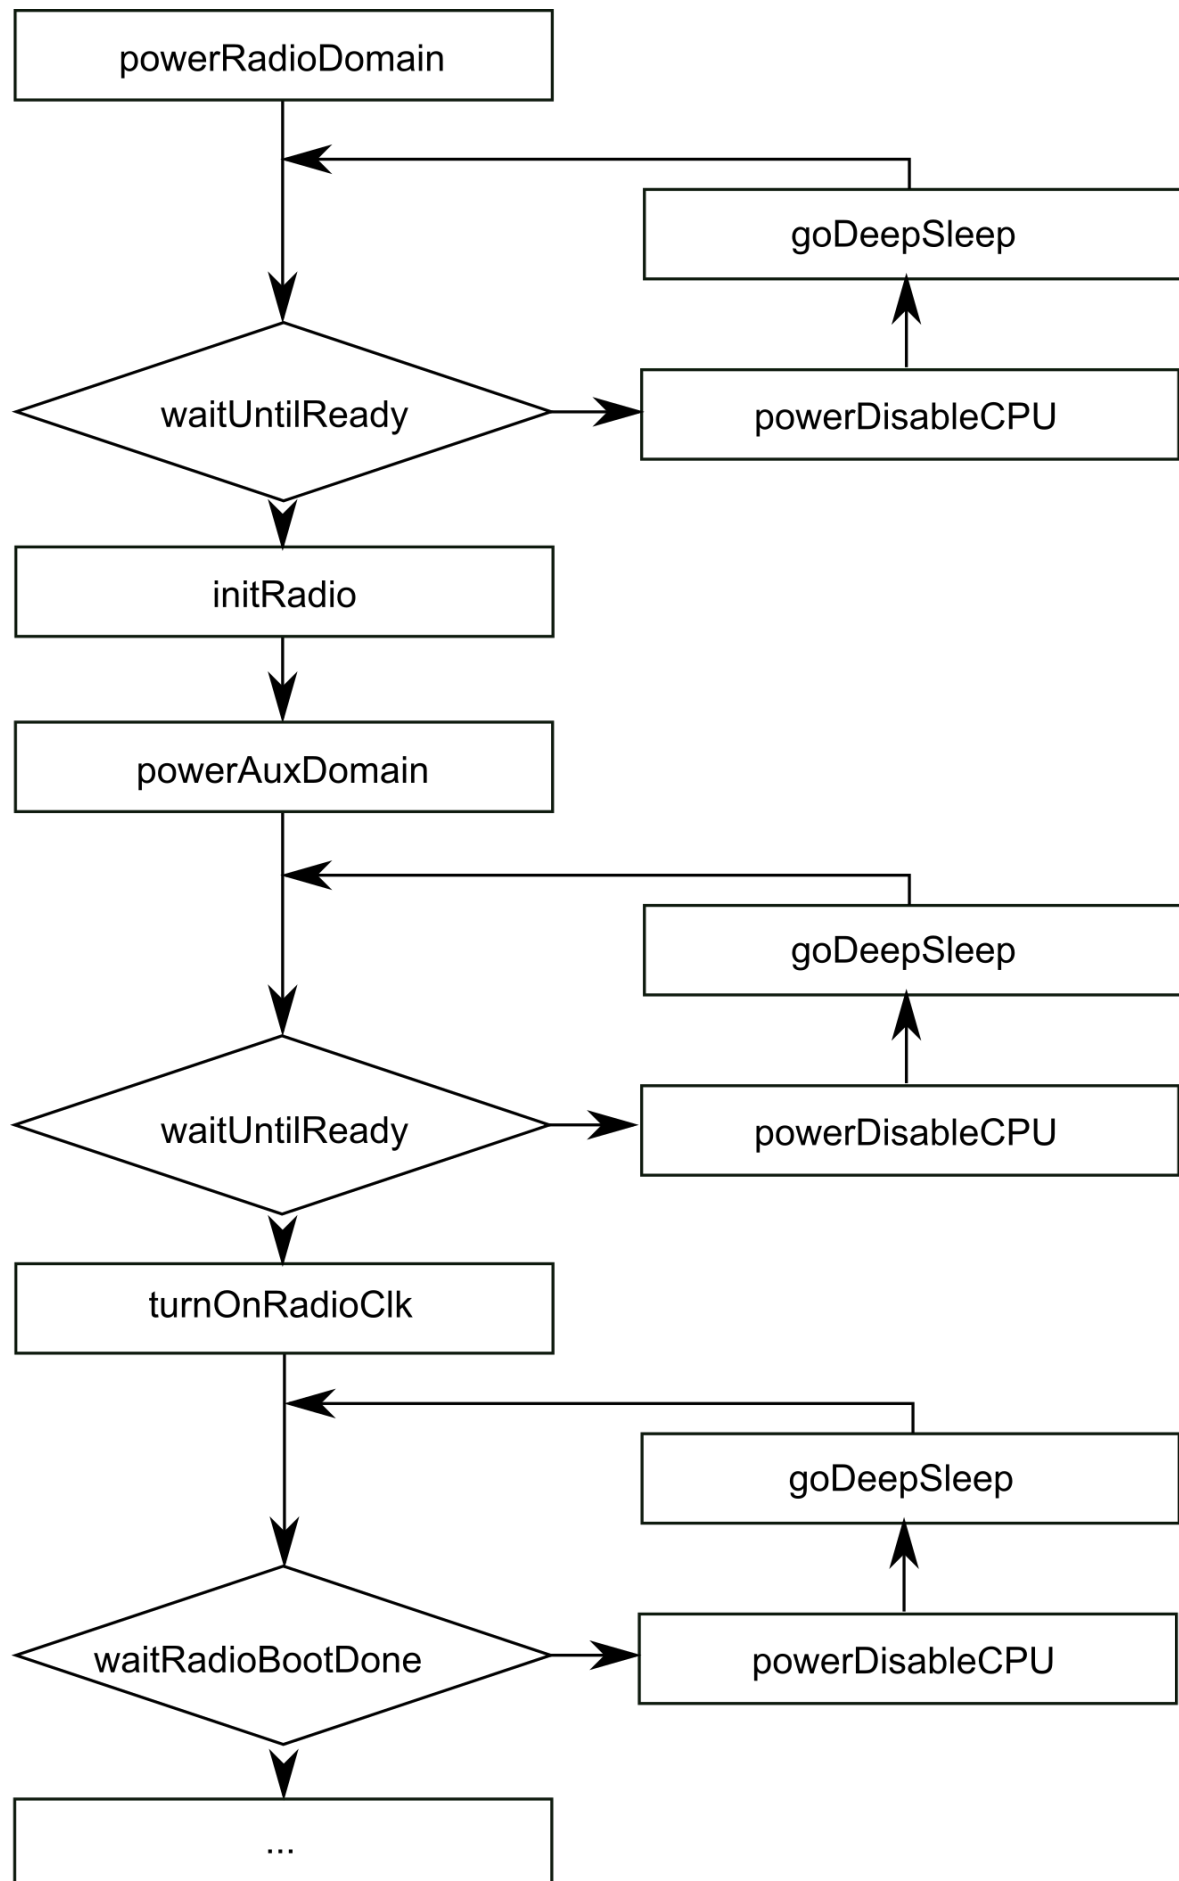 powerRadioDomain
goDeepSleep
waitUntilReady
powerDisableCPU
initRadio
powerAuxDomain
goDeepSleep
waitUntilReady
powerDisableCPU
turnOnRadioClk
goDeepSleep
waitRadioBootDone
powerDisableCPU
...